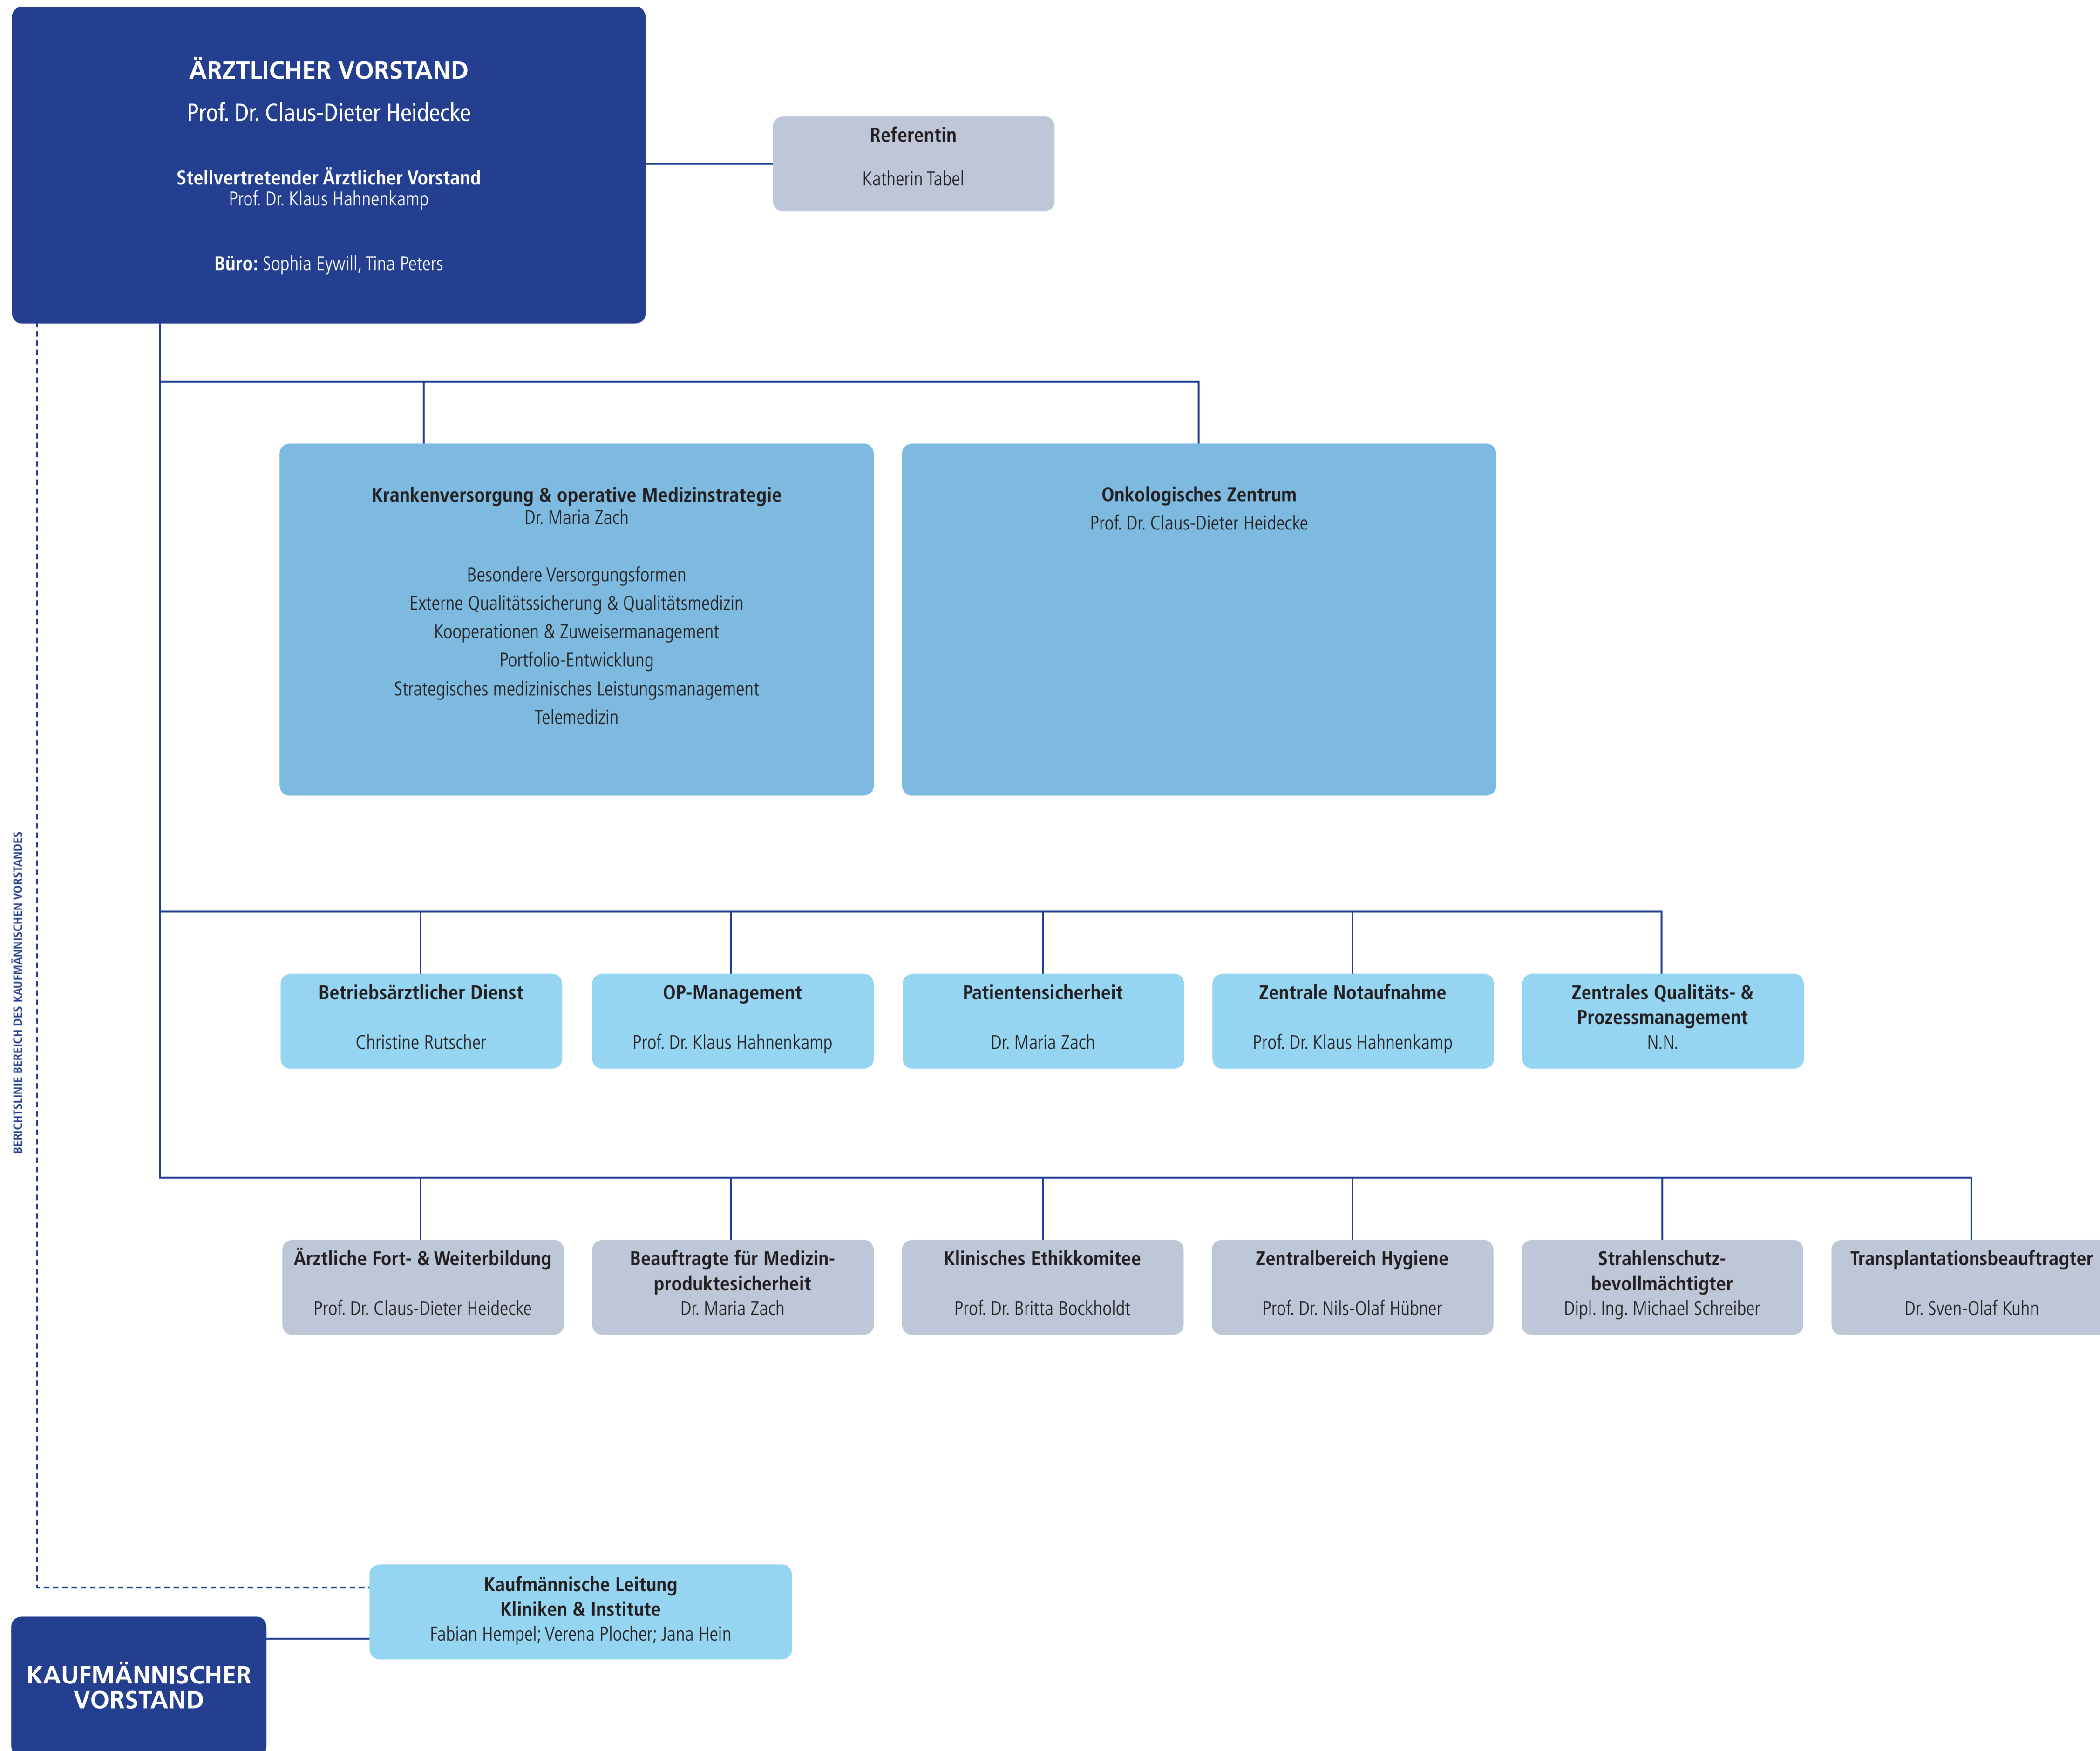 ÄRZTLICHER VORSTAND
Prof. Dr. Claus-Dieter Heidecke
Stellvertretender Ärztlicher Vorstand
Prof. Dr. Klaus Hahnenkamp
Büro: Sophia Eywill, Tina Peters
Referentin
Katherin Tabel
Krankenversorgung & operative Medizinstrategie
Dr. Maria Zach
Besondere Versorgungsformen
Externe Qualitätssicherung & Qualitätsmedizin
Kooperationen & Zuweisermanagement
Portfolio-Entwicklung
Strategisches medizinisches Leistungsmanagement
Telemedizin
Onkologisches Zentrum
Prof. Dr. Claus-Dieter Heidecke
BERICHTSLINIE BEREICH DES KAUFMÄNNISCHEN VORSTANDES
Betriebsärztlicher Dienst
Christine Rutscher
OP-Management
Prof. Dr. Klaus Hahnenkamp
Patientensicherheit
Dr. Maria Zach
Zentrale Notaufnahme
Prof. Dr. Klaus Hahnenkamp
Zentrales Qualitäts- &
Prozessmanagement
N.N.
Ärztliche Fort- & Weiterbildung
Prof. Dr. Claus-Dieter Heidecke
Beauftragte für Medizin-
produktesicherheit
Dr. Maria Zach
Klinisches Ethikkomitee
Prof. Dr. Britta Bockholdt
Zentralbereich Hygiene
Prof. Dr. Nils-Olaf Hübner
Strahlenschutz-
bevollmächtigter
Dipl. Ing. Michael Schreiber
Transplantationsbeauftragter
Dr. Sven-Olaf Kuhn
Kaufmännische Leitung
Kliniken & Institute
Fabian Hempel; Verena Plocher; Jana Hein
KAUFMÄNNISCHER
VORSTAND